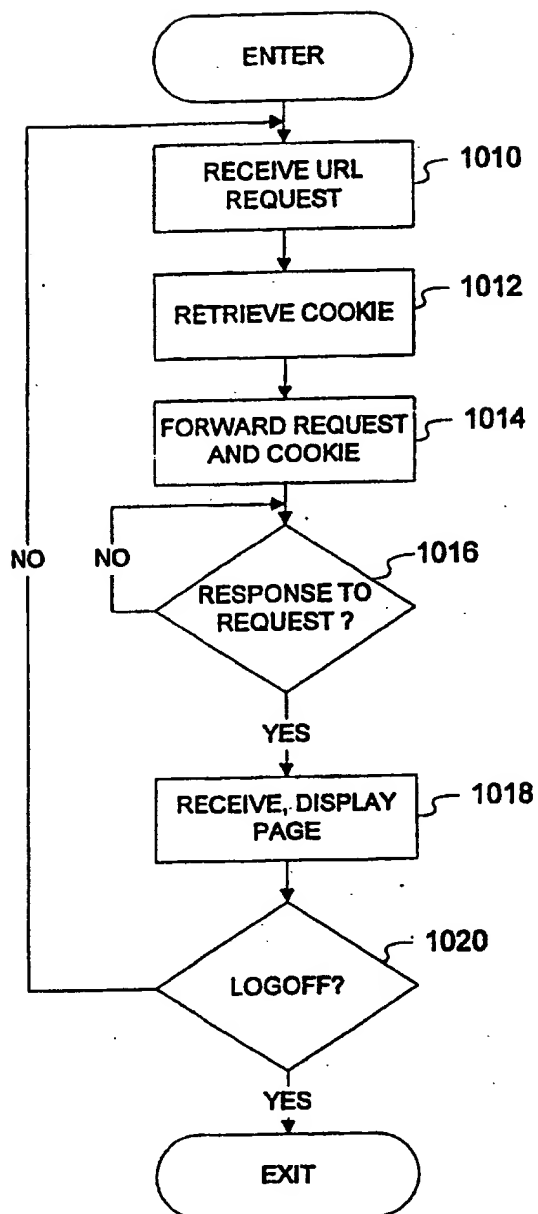 ENTER
RECEIVE URL
REQUEST
1010
RETRIEVE COOKIE
1012
FORWARD REQUEST
AND COOKIE
1014
NO
NO
RESPONSE TO
REQUEST ?
1016
YES
RECEIVE, DISPLAY
PAGE
1018
LOGOFF?
1020
YES
EXIT